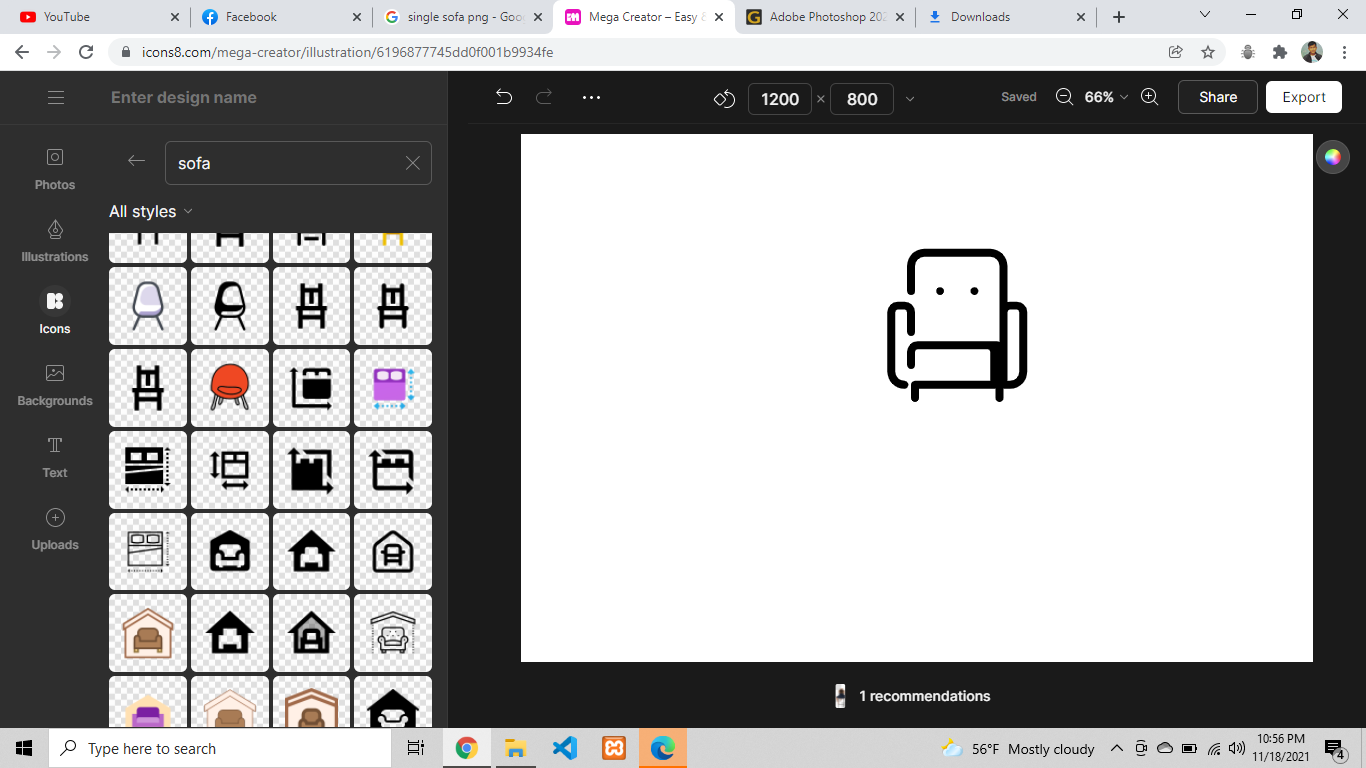 YouTube
Facebook
single sofa png - Goo
Mega Creator – Easy &
Adobe Photoshop 202
Downloads
icons8.com/mega-creator/illustration/6196877745dd0f001b9934fe
Enter design name
1200 × 800
Saved
66%
Share
Export
sofa
Photos
All styles
Illustrations
Icons
Backgrounds
Text
Uploads
1 recommendations
Type here to search
56°F Mostly cloudy
10:56 PM
11/18/2021
4